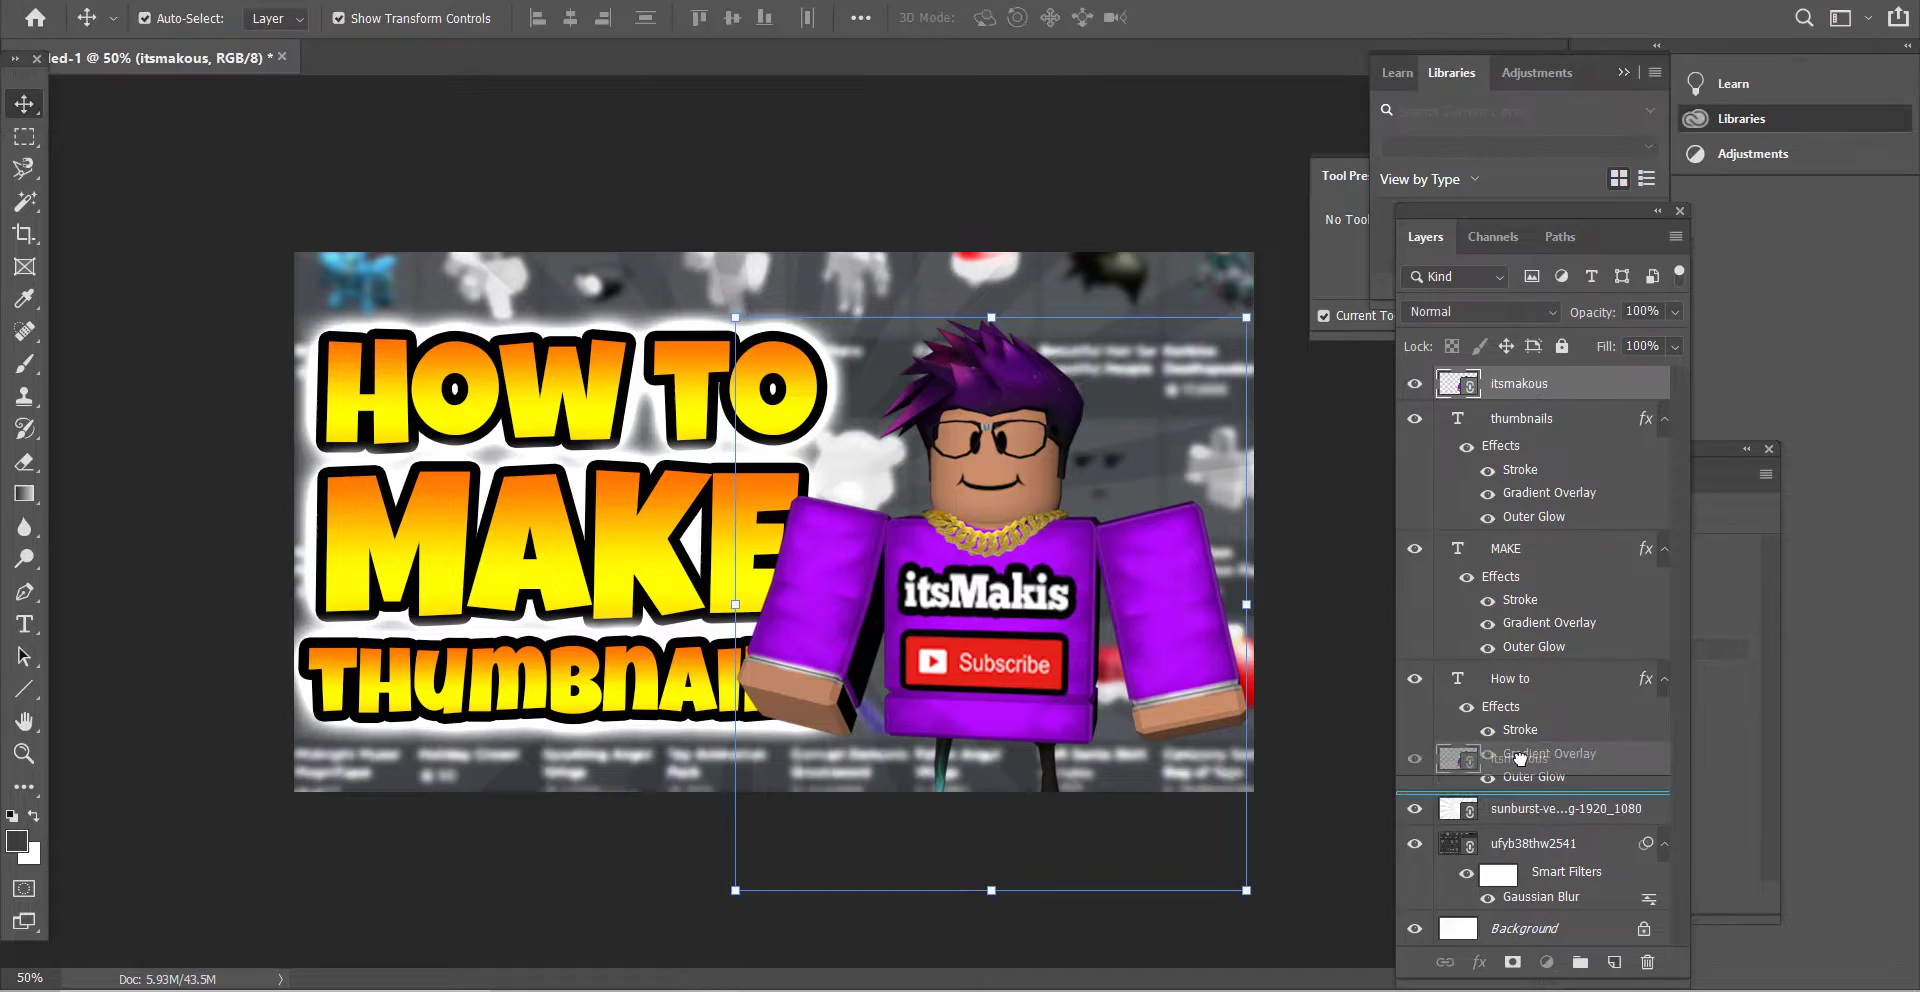 Auto-Select: Layer Show Transform Controls 3D Mode:
led-1 @ 50% (itsmakous, RGB/8) *
Learn Libraries Adjustments
View by Type
Learn
Libraries
Adjustments
Tool Pre
No Tool
Current To
Layers Channels Paths
Kind
Normal Opacity: 100%
Lock: Fill: 100%
itsmakous
thumbnails fx
Effects
Stroke
Gradient Overlay
Outer Glow
MAKE fx
Effects
Stroke
Gradient Overlay
Outer Glow
How to fx
Effects
Stroke
Gradient Overlay
Outer Glow
sunburst-ve...g-1920_1080
ufyb38thw2541
Smart Filters
Gaussian Blur
Background
fx
HOW TO
MAKE
THUMBNAI
itsMakis
Subscribe
50% Doc: 5.93M/43.5M